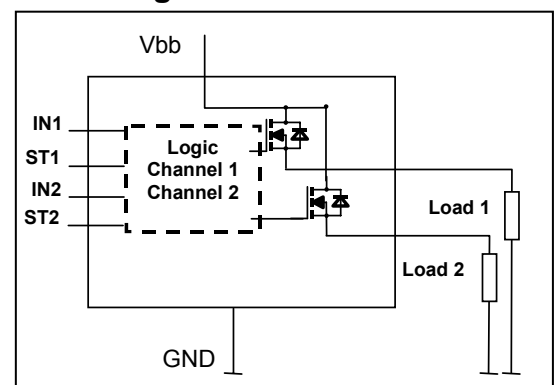 Vbb
IN1
ST1
IN2
ST2
Logic
Channel 1
Channel 2
Load 1
Load 2
GND